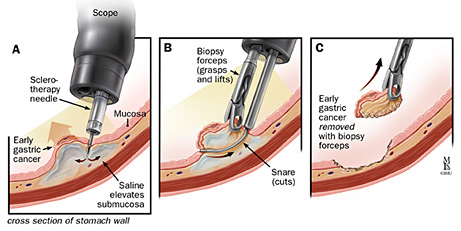 Scope
A
Sclero-
therapy
needle
Mucosa
Early
gastric
cancer
Saline
elevates
submucosa
cross section of stomach wall
B
Biopsy
forceps
(grasps
and lifts)
Snare
(cuts)
C
Early
gastric
cancer
removed
with biopsy
forceps